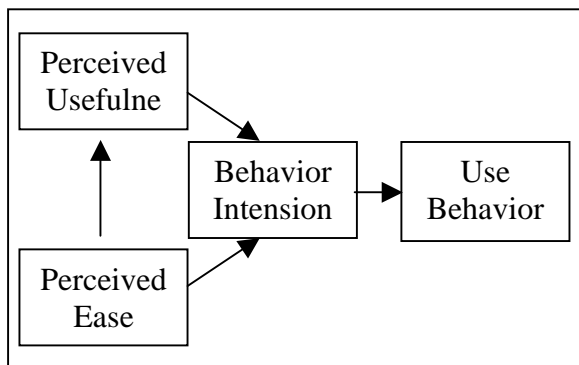 Perceived
Usefulne
Behavior
Intension
Use
Behavior
Perceived
Ease